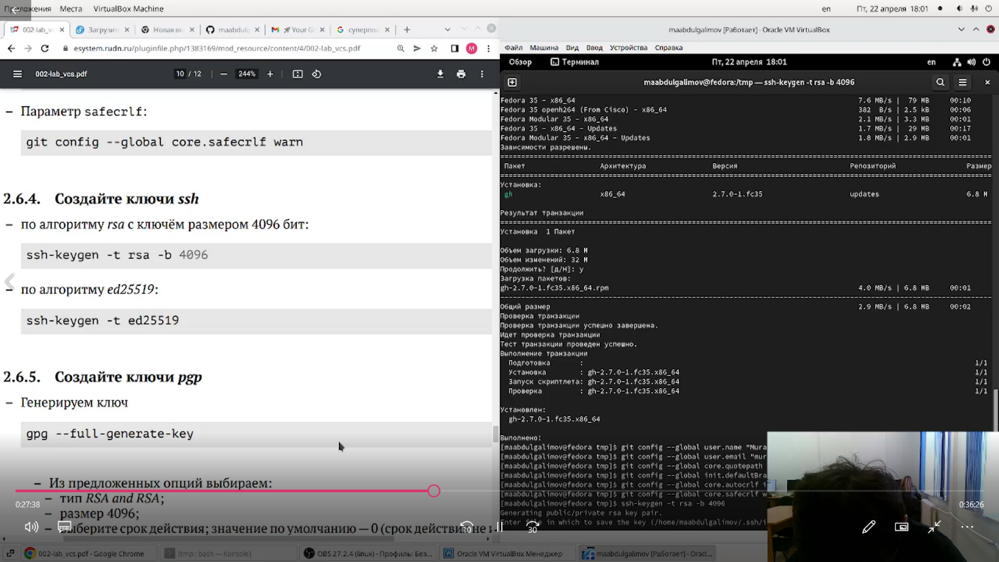 Приложения Места VirtualBox Machine
en Пт, 22 апреля 18:01
002-lab_v Загрузит Новая вк maabdulg Your G суперпо
esystem.rudn.ru/pluginfile.php/1383169/mod_resource/content/4/002-lab_vcs.pdf
M
002-lab_vcs.pdf 10 / 12 244%
– Параметр safecrlf:
git config --global core.safecrlf warn
2.6.4. Создайте ключи ssh
– по алгоритму rsa с ключём размером 4096 бит:
ssh-keygen -t rsa -b 4096
– по алгоритму ed25519:
ssh-keygen -t ed25519
2.6.5. Создайте ключи pgp
– Генерируем ключ
gpg --full-generate-key
– Из предложенных опций выбираем:
– тип RSA and RSA;
– размер 4096;
выберите срок действия; значение по умолчанию — 0 (срок действия не и
maabdulgalimov [Работает] - Oracle VM VirtualBox
Файл Машина Вид Ввод Устройства Справка
Обзор Терминал Пт, 22 апреля 18:01 en
maabdulgalimov@fedora:/tmp — ssh-keygen -t rsa -b 4096
Fedora 35 - x86_64 7.6 MB/s | 79 MB 00:10
Fedora 35 openh264 (From Cisco) - x86_64 382 B/s | 2.5 kB 00:06
Fedora Modular 35 - x86_64 2.1 MB/s | 3.3 MB 00:01
Fedora 35 - x86_64 - Updates 1.7 MB/s | 29 MB 00:17
Fedora Modular 35 - x86_64 - Updates 1.8 MB/s | 2.9 MB 00:01
Зависимости разрешены.
Пакет Архитектура Версия Репозиторий Размер
Установка:
gh x86_64 2.7.0-1.fc35 updates 6.8 M
Результат транзакции
Установка 1 Пакет
Объем загрузки: 6.8 M
Объем изменений: 32 M
Продолжить? [д/Н]: y
Загрузка пакетов:
gh-2.7.0-1.fc35.x86_64.rpm 4.0 MB/s | 6.8 MB 00:01
Общий размер 2.9 MB/s | 6.8 MB 00:02
Проверка транзакции
Проверка транзакции успешно завершена.
Идет проверка транзакции
Тест транзакции проведен успешно.
Выполнение транзакции
Подготовка : 1/1
Установка : gh-2.7.0-1.fc35.x86_64 1/1
Запуск скриптлета: gh-2.7.0-1.fc35.x86_64 1/1
Проверка : gh-2.7.0-1.fc35.x86_64 1/1
Установлен:
gh-2.7.0-1.fc35.x86_64
Выполнено!
[maabdulgalimov@fedora tmp]$ git config --global user.name "Mura
[maabdulgalimov@fedora tmp]$ git config --global user.email "mur
[maabdulgalimov@fedora tmp]$ git config --global core.quotepath
[maabdulgalimov@fedora tmp]$ git config --global init.defaultBra
[maabdulgalimov@fedora tmp]$ git config --global core.autocrlf i
[maabdulgalimov@fedora tmp]$ git config --global core.safecrlf w
[maabdulgalimov@fedora tmp]$ ssh-keygen -t rsa -b 4096
Generating public/private rsa key pair.
Enter file in which to save the key (/home/maabdulgalimov/.ssh/i
0:27:38 0:36:26
10 30
002-lab_vcs.pdf - Google Chrome [tmp : bash — Konsole] OBS 27.2.4 (linux) - Профиль: Без... Oracle VM VirtualBox Менеджер maabdulgalimov [Работает] - Orac...